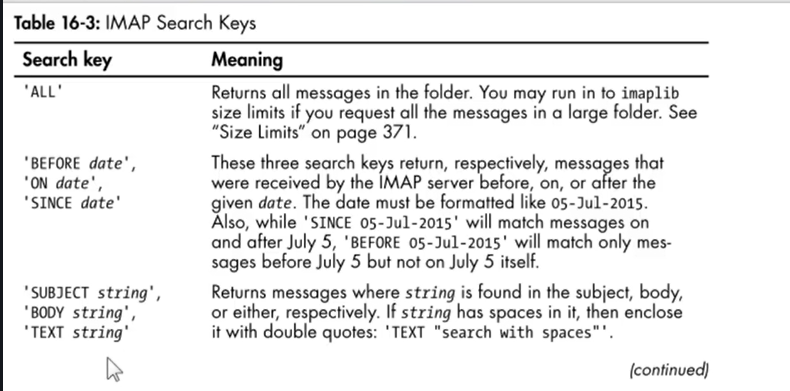 Table 16-3: IMAP Search Keys
Search key Meaning
'ALL' Returns all messages in the folder. You may run in to imaplib
size limits if you request all the messages in a large folder. See
"Size Limits" on page 371.
'BEFORE date', These three search keys return, respectively, messages that
'ON date', were received by the IMAP server before, on, or after the
'SINCE date' given date. The date must be formatted like 05-Jul-2015.
Also, while 'SINCE 05-Jul-2015' will match messages on
and after July 5, 'BEFORE 05-Jul-2015' will match only mes-
sages before July 5 but not on July 5 itself.
'SUBJECT string', Returns messages where string is found in the subject, body,
'BODY string', or either, respectively. If string has spaces in it, then enclose
'TEXT string' it with double quotes: 'TEXT "search with spaces"'.
(continued)